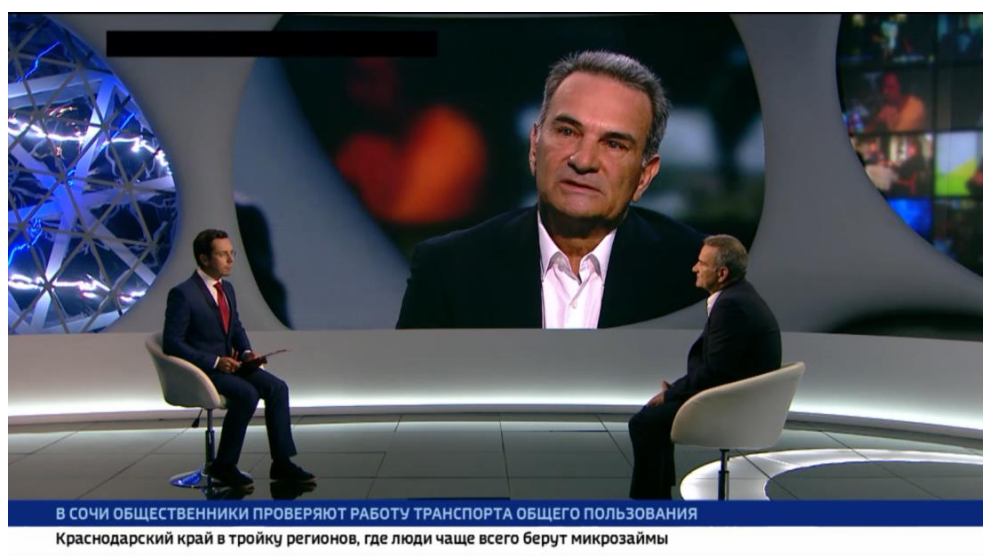 В СОЧИ ОБЩЕСТВЕННИКИ ПРОВЕРЯЮТ РАБОТУ ТРАНСПОРТА ОБЩЕГО ПОЛЬЗОВАНИЯ
Краснодарский край в тройку регионов, где люди чаще всего берут микрозаймы